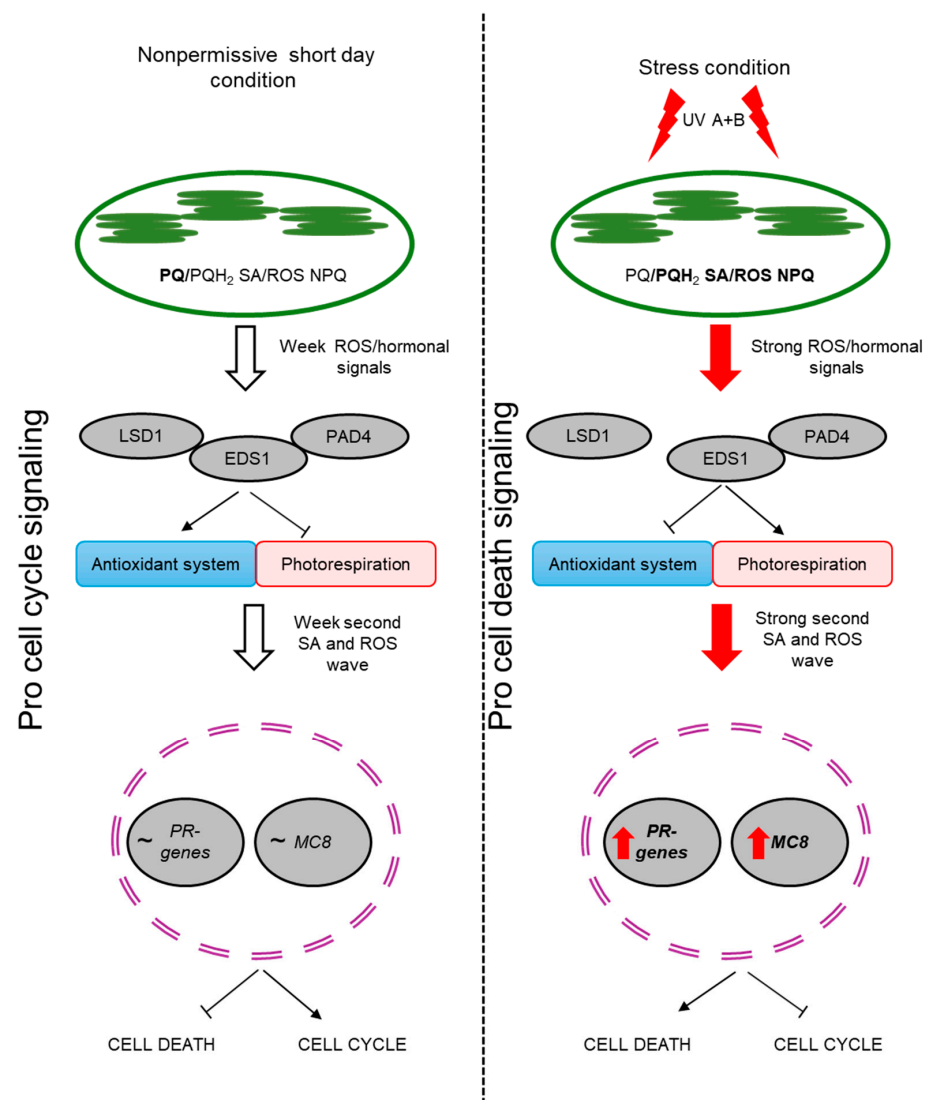 Nonpermissive short day
condition
PQ/PQH₂ SA/ROS NPQ
Week ROS/hormonal
signals
LSD1
EDS1
PAD4
Antioxidant system
Photorespiration
Week second
SA and ROS
wave
~ PR-
genes
~ MC8
CELL DEATH
CELL CYCLE
Pro cell cycle signaling
Stress condition
UV A+B
PQ/PQH₂ SA/ROS NPQ
Strong ROS/hormonal
signals
LSD1
EDS1
PAD4
Antioxidant system
Photorespiration
Strong second
SA and ROS
wave
PR-
genes
MC8
CELL DEATH
CELL CYCLE
Pro cell death signaling